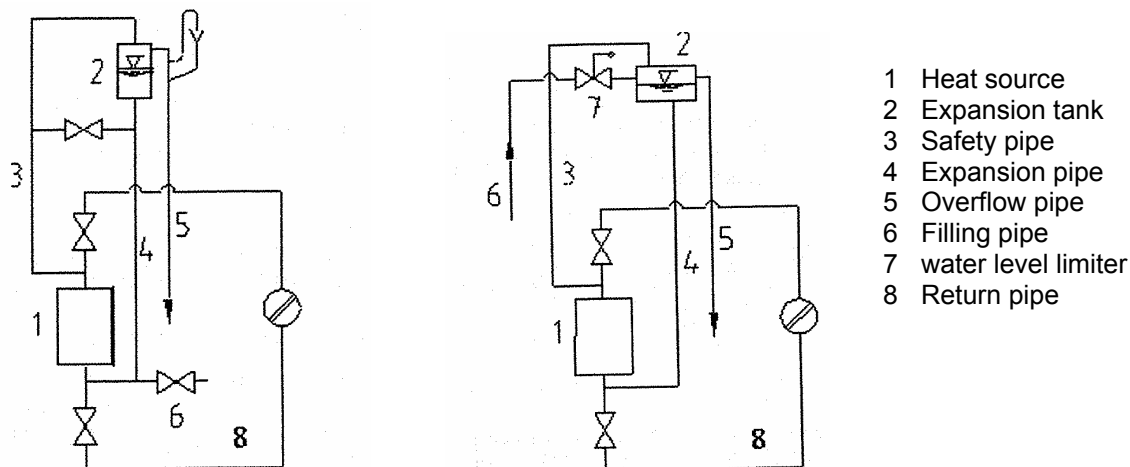 2
3
4
5
1
6
8
2
7
6
3
4
5
1
8
1 Heat source
2 Expansion tank
3 Safety pipe
4 Expansion pipe
5 Overflow pipe
6 Filling pipe
7 water level limiter
8 Return pipe